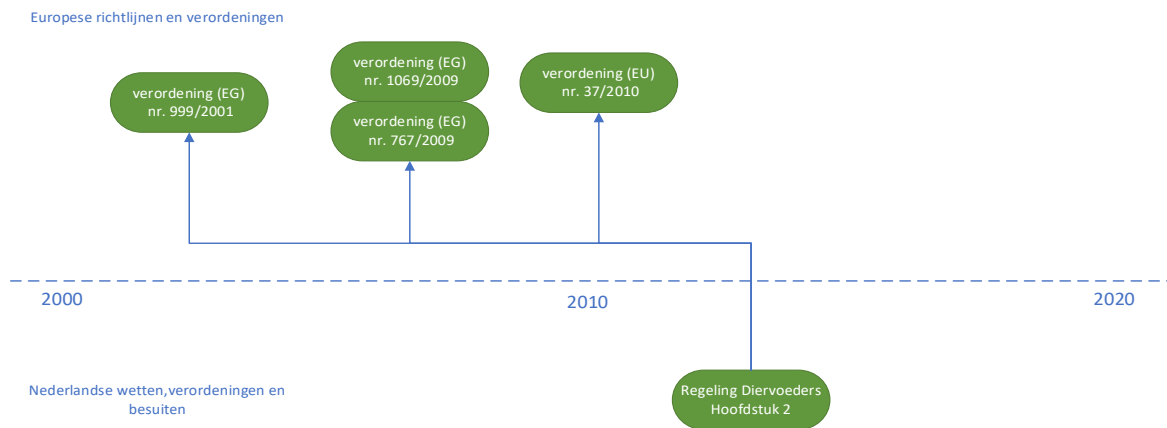 Europese richtlijnen en verordeningen
verordening (EG)
nr. 999/2001
verordening (EG)
nr. 1069/2009
verordening (EG)
nr. 767/2009
verordening (EU)
nr. 37/2010
2000
2010
2020
Nederlandse wetten,verordeningen en
besuiten
Regeling Diervoeders
Hoofdstuk 2